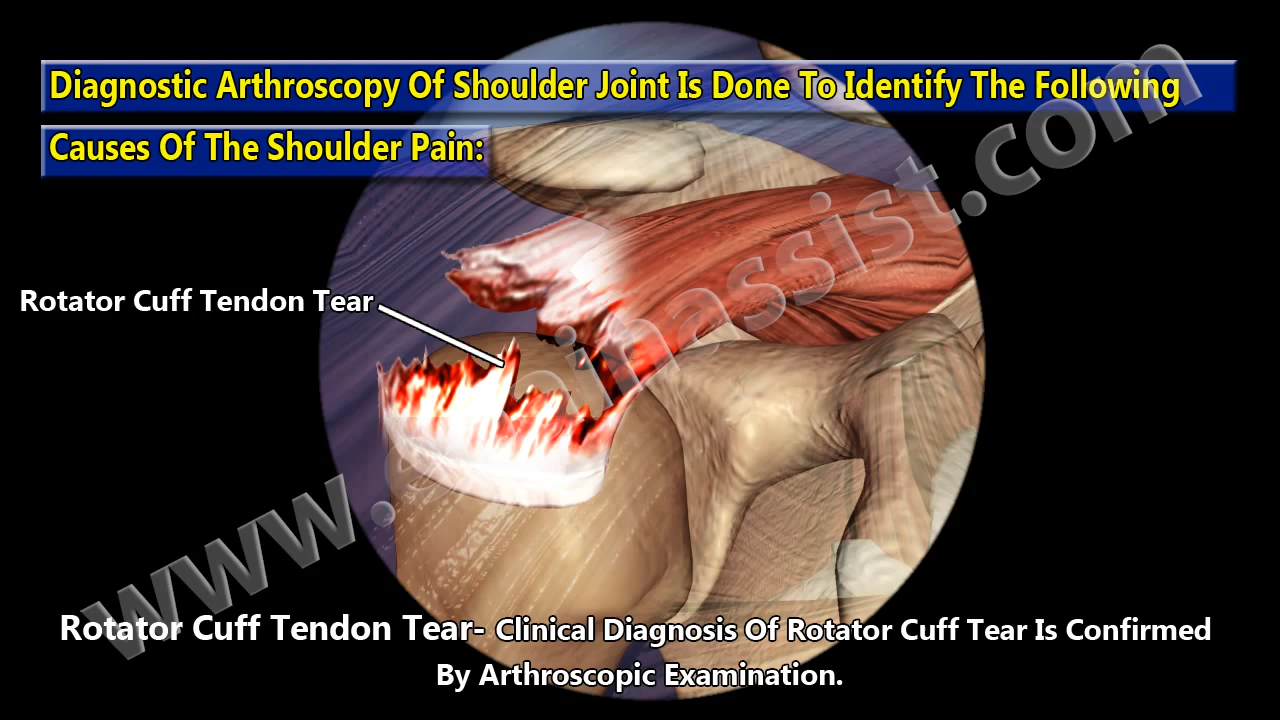 Diagnostic Arthroscopy Of Shoulder Joint Is Done To Identify The Following
Causes Of The Shoulder Pain:
Rotator Cuff Tendon Tear
Rotator Cuff Tendon Tear- Clinical Diagnosis Of Rotator Cuff Tear Is Confirmed
By Arthroscopic Examination.